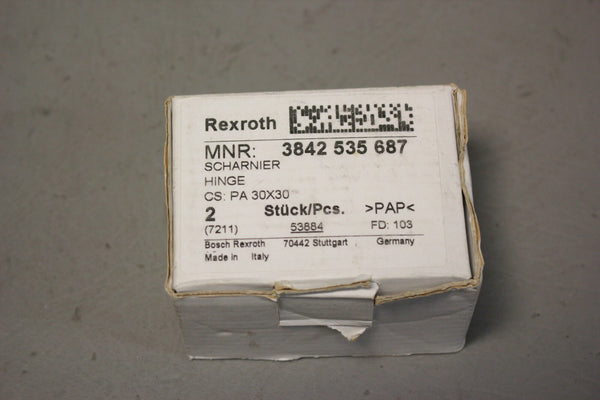 Rexroth
MNR: 3842 535 687
SCHARNIER
HINGE
CS: PA 30X30
2 Stück/Pcs. >PAP<
(7211) 53884 FD: 103
Bosch Rexroth 70442 Stuttgart Germany
Made in Italy